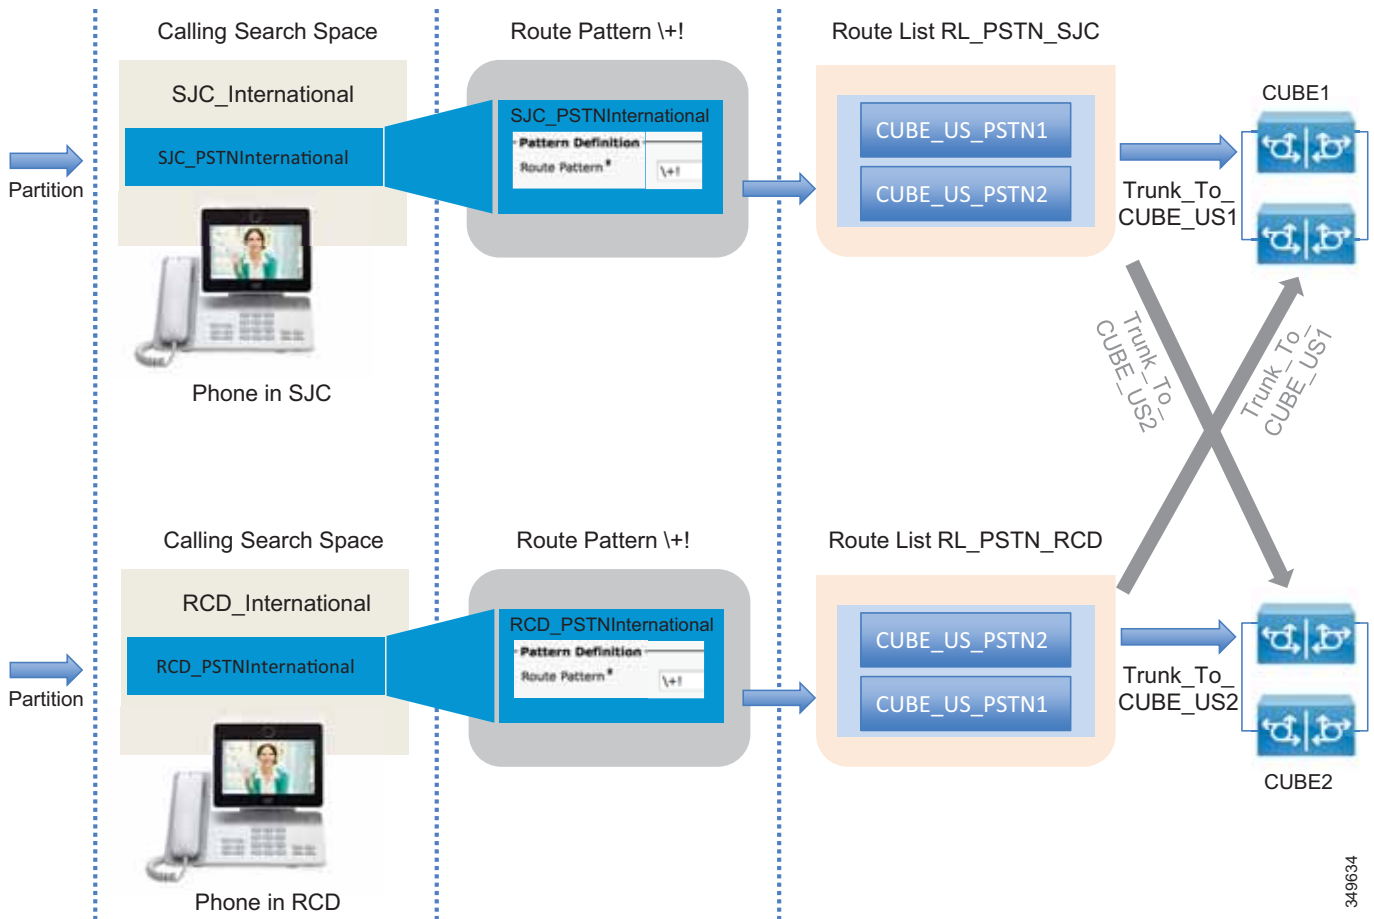 Calling Search Space
Route Pattern \+!
Route List RL_PSTN_SJC
SJC_International
SJC_PSTNInternational
Partition
SJC_PSTNInternational
Pattern Definition
Route Pattern*
\+!
CUBE_US_PSTN1
CUBE_US_PSTN2
Trunk_To_
CUBE_US1
CUBE1
Phone in SJC
Trunk_To_
CUBE_US2
Trunk_To_
CUBE_US1
Calling Search Space
Route Pattern \+!
Route List RL_PSTN_RCD
RCD_International
RCD_PSTNInternational
Partition
RCD_PSTNInternational
Pattern Definition
Route Pattern*
\+!
CUBE_US_PSTN2
CUBE_US_PSTN1
Trunk_To_
CUBE_US2
CUBE2
Phone in RCD
349634